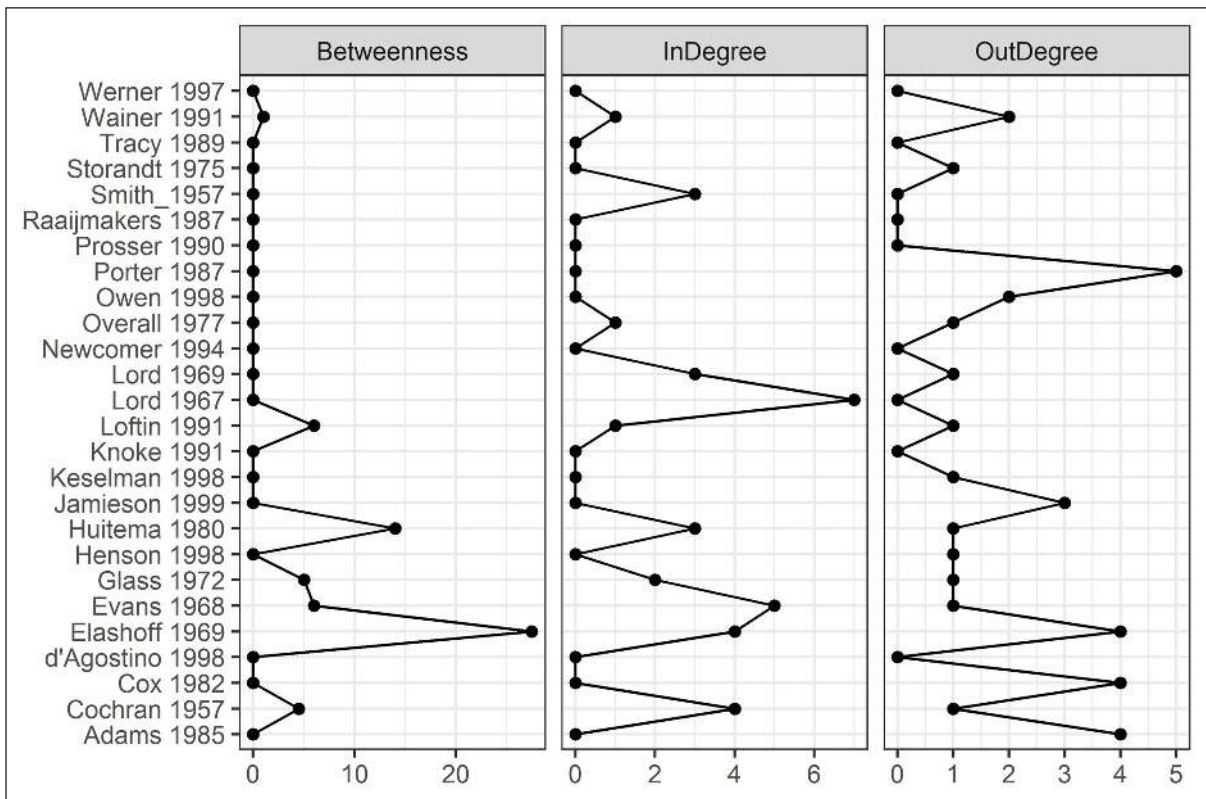 Betweenness InDegree OutDegree
Werner 1997
Wainer 1991
Tracy 1989
Storandt 1975
Smith_1957
Raaijmakers 1987
Prosser 1990
Porter 1987
Owen 1998
Overall 1977
Newcomer 1994
Lord 1969
Lord 1967
Loftin 1991
Knoke 1991
Keselman 1998
Jamieson 1999
Huitema 1980
Henson 1998
Glass 1972
Evans 1968
Elashoff 1969
d'Agostino 1998
Cox 1982
Cochran 1957
Adams 1985
0 10 20 0 2 4 6 0 1 2 3 4 5